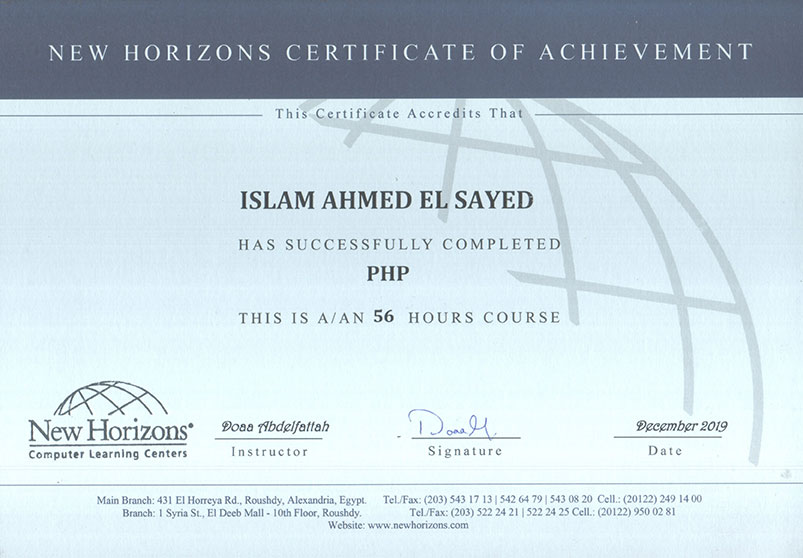 NEW HORIZONS CERTIFICATE OF ACHIEVEMENT
This Certificate Accredits That
ISLAM AHMED EL SAYED
HAS SUCCESSFULLY COMPLETED
PHP
THIS IS A/AN 56 HOURS COURSE
New Horizons®
Computer Learning Centers
Doaa Abdelfattah
Instructor
Doaa M.
Signature
December 2019
Date
Main Branch: 431 El Horreya Rd., Roushdy, Alexandria, Egypt. Tel./Fax: (203) 543 17 13 | 542 64 79 | 543 08 20 Cell.: (20122) 249 14 00
Branch: 1 Syria St., El Deeb Mall - 10th Floor, Roushdy. Tel./Fax: (203) 522 24 21 | 522 24 25 Cell.: (20122) 950 02 81
Website: www.newhorizons.com